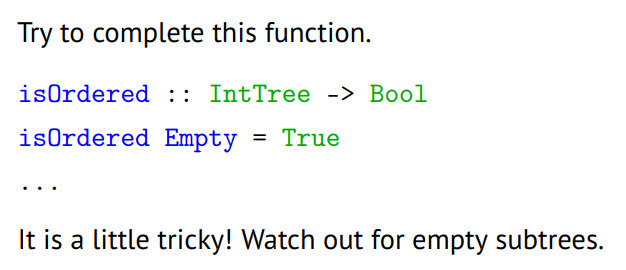 Try to complete this function.
isOrdered :: IntTree -> Bool
isOrdered Empty = True
...
It is a little tricky! Watch out for empty subtrees.